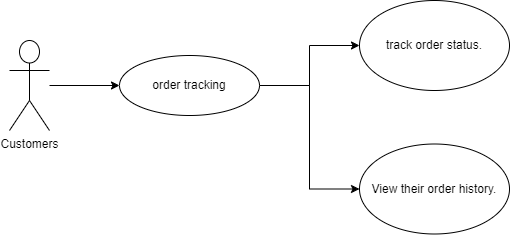 track order status.
order tracking
Customers
View their order history.